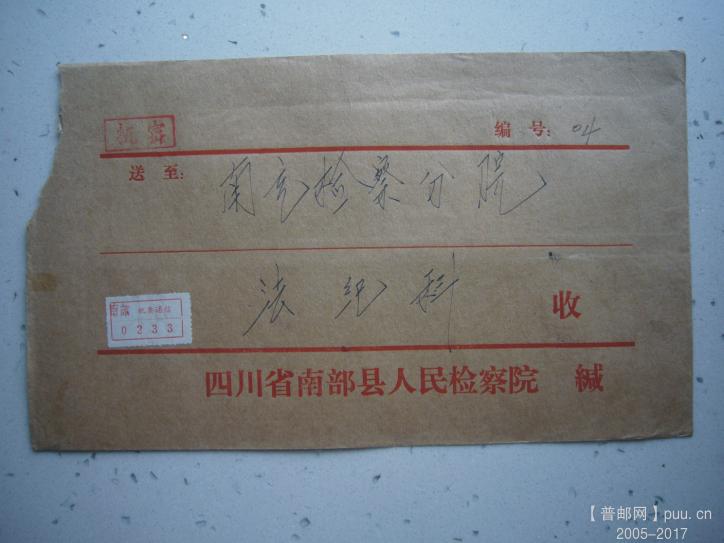 机密
编 号: 04
送 至: 南充检察分院
法纪科 收
南部 机要通信
0233
四川省南部县人民检察院 缄
【普邮网】puu.cn
2005-2017